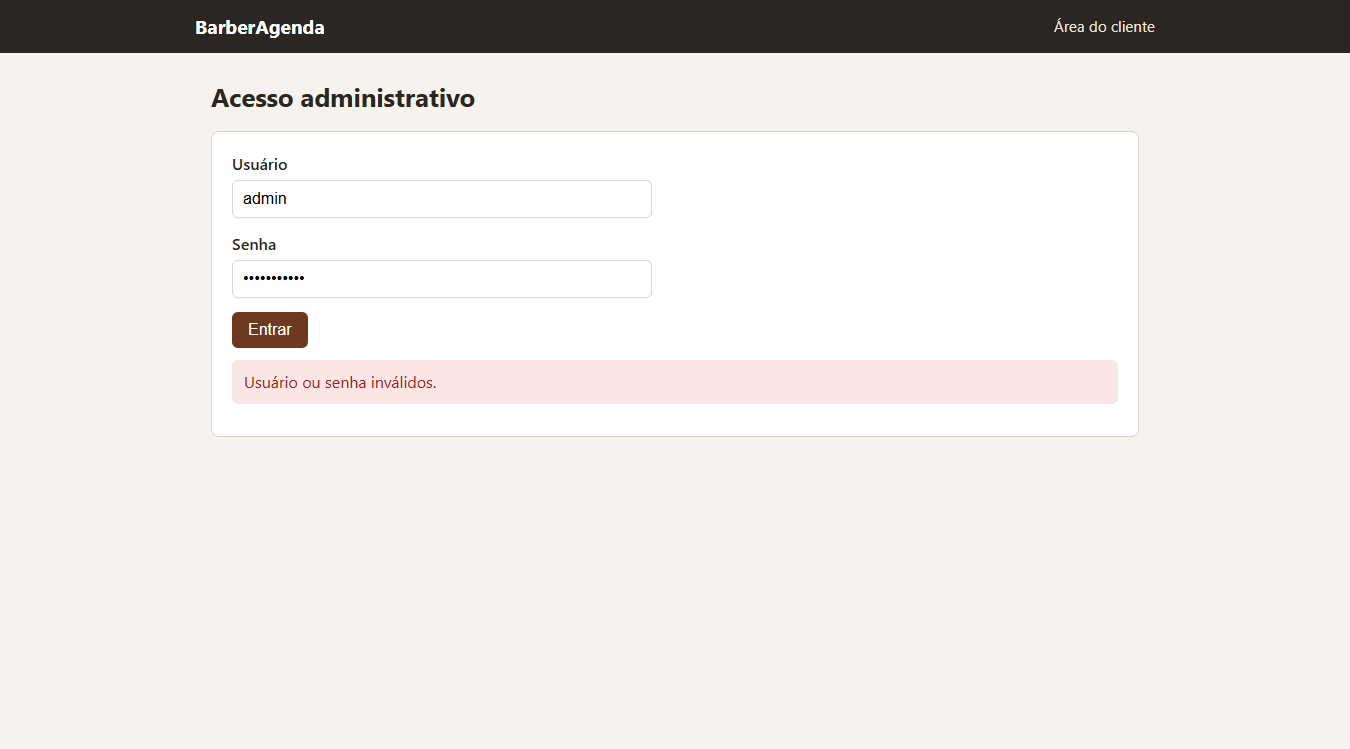 BarberAgenda
Área do cliente
Acesso administrativo
Usuário
admin
Senha
•••••••••••
Entrar
Usuário ou senha inválidos.